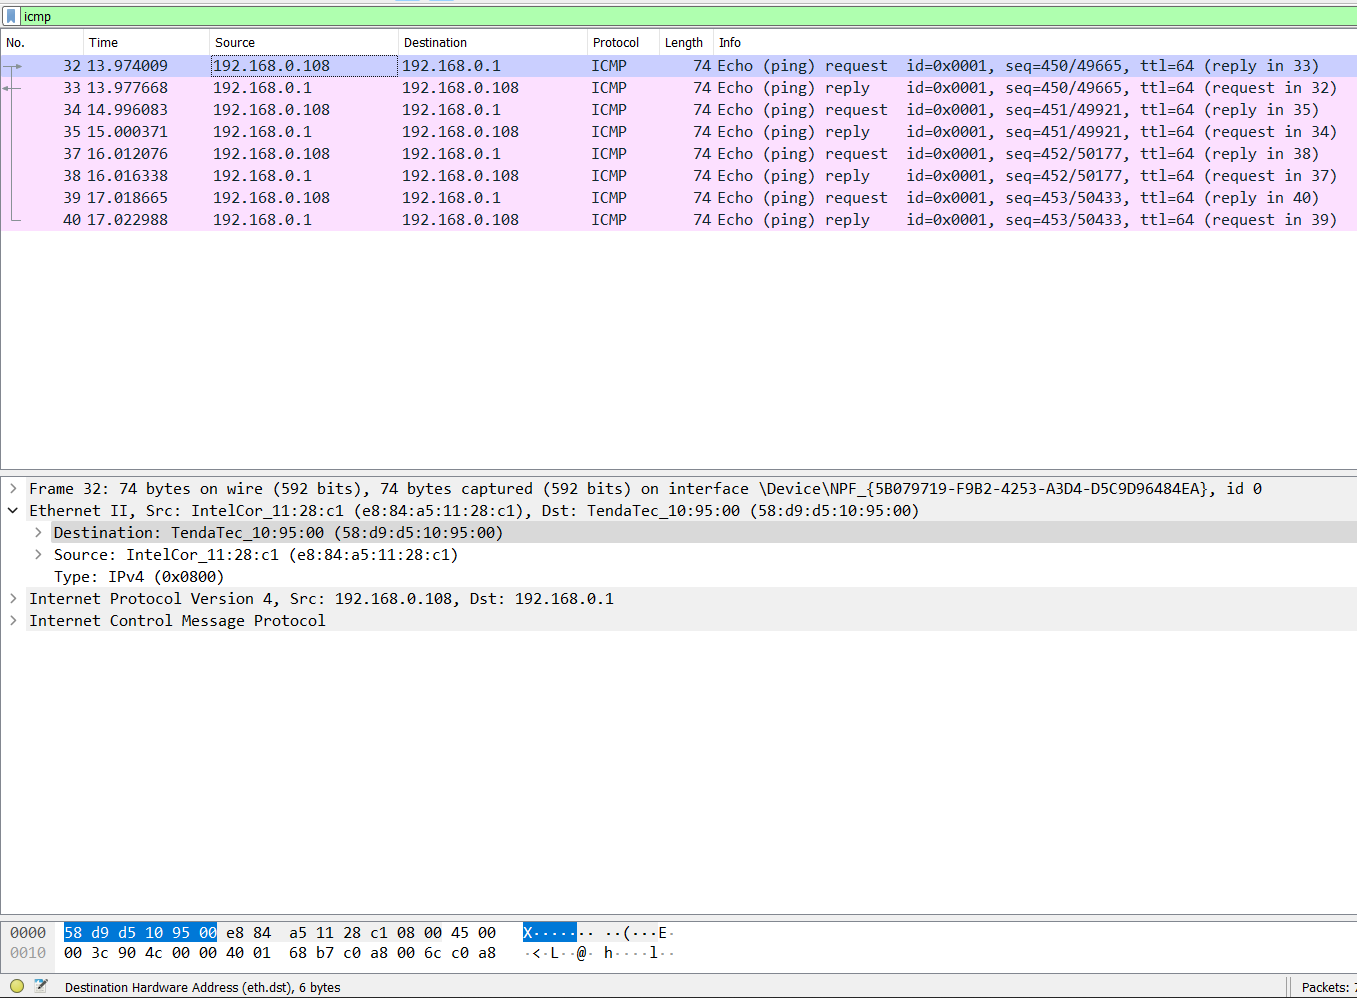 icmp
No. Time Source Destination Protocol Length Info
32 13.974009 192.168.0.108 192.168.0.1 ICMP 74 Echo (ping) request id=0x0001, seq=450/49665, ttl=64 (reply in 33)
33 13.977668 192.168.0.1 192.168.0.108 ICMP 74 Echo (ping) reply id=0x0001, seq=450/49665, ttl=64 (request in 32)
34 14.996083 192.168.0.108 192.168.0.1 ICMP 74 Echo (ping) request id=0x0001, seq=451/49921, ttl=64 (reply in 35)
35 15.000371 192.168.0.1 192.168.0.108 ICMP 74 Echo (ping) reply id=0x0001, seq=451/49921, ttl=64 (request in 34)
37 16.012076 192.168.0.108 192.168.0.1 ICMP 74 Echo (ping) request id=0x0001, seq=452/50177, ttl=64 (reply in 38)
38 16.016338 192.168.0.1 192.168.0.108 ICMP 74 Echo (ping) reply id=0x0001, seq=452/50177, ttl=64 (request in 37)
39 17.018665 192.168.0.108 192.168.0.1 ICMP 74 Echo (ping) request id=0x0001, seq=453/50433, ttl=64 (reply in 40)
40 17.022988 192.168.0.1 192.168.0.108 ICMP 74 Echo (ping) reply id=0x0001, seq=453/50433, ttl=64 (request in 39)
Frame 32: 74 bytes on wire (592 bits), 74 bytes captured (592 bits) on interface \Device\NPF_{5B079719-F9B2-4253-A3D4-D5C9D96484EA}, id 0
Ethernet II, Src: IntelCor_11:28:c1 (e8:84:a5:11:28:c1), Dst: TendaTec_10:95:00 (58:d9:d5:10:95:00)
Destination: TendaTec_10:95:00 (58:d9:d5:10:95:00)
Source: IntelCor_11:28:c1 (e8:84:a5:11:28:c1)
Type: IPv4 (0x0800)
Internet Protocol Version 4, Src: 192.168.0.108, Dst: 192.168.0.1
Internet Control Message Protocol
0000 58 d9 d5 10 95 00 e8 84 a5 11 28 c1 08 00 45 00 X······· ··(···E·
0010 00 3c 90 4c 00 00 40 01 68 b7 c0 a8 00 6c c0 a8 ·<·L··@· h····l··
Destination Hardware Address (eth.dst), 6 bytes
Packets: